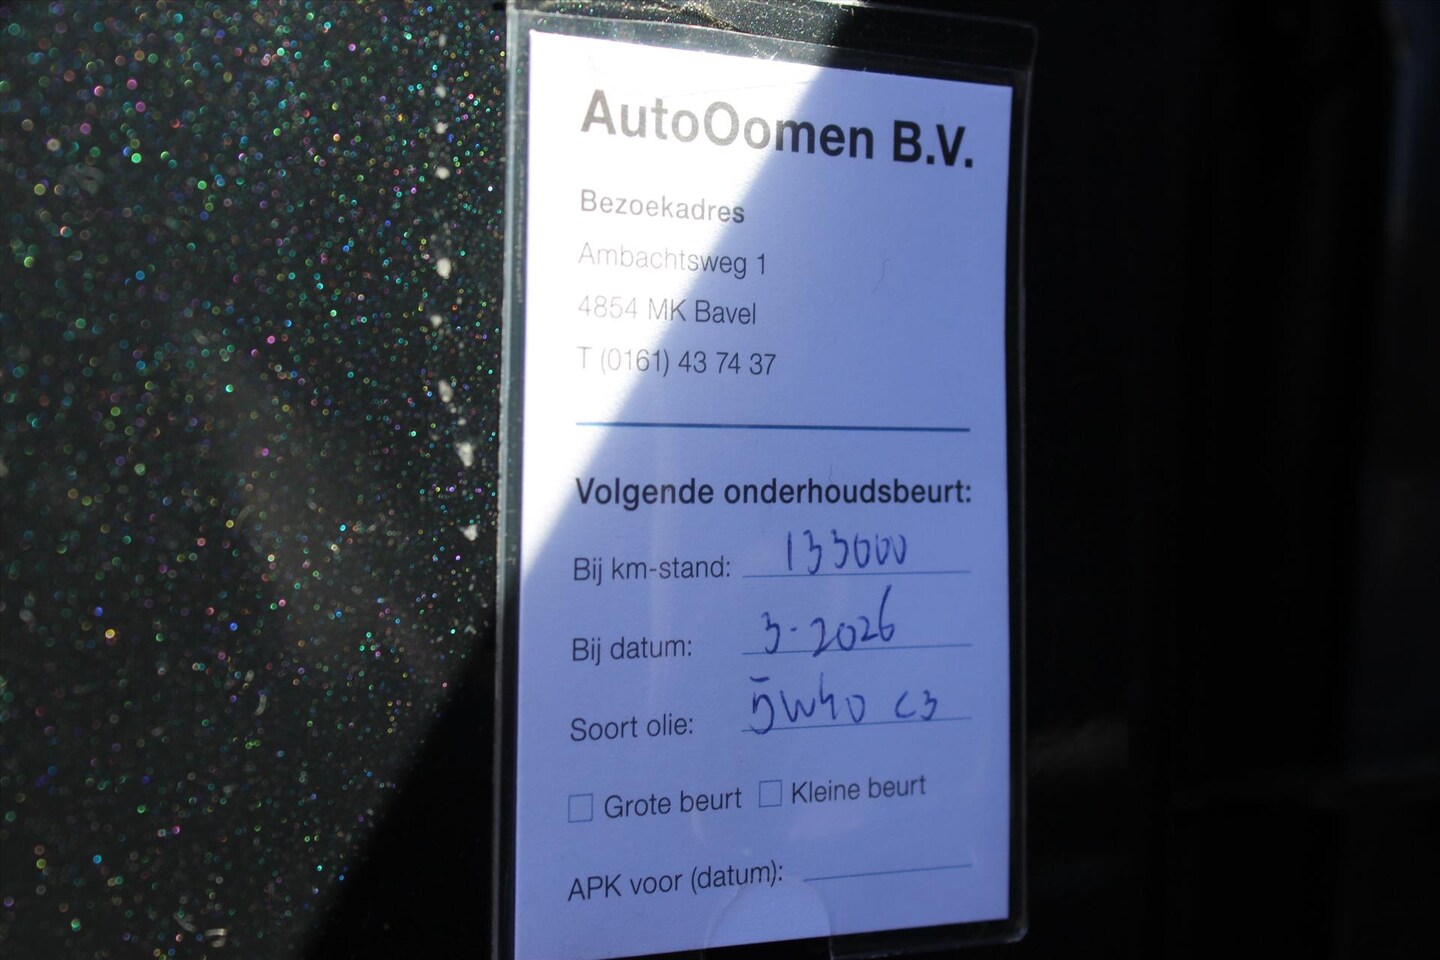 AutoOomen B.V.
Bezoekadres
Ambachtsweg 1
4854 MK Bavel
T (0161) 43 74 37
Volgende onderhoudsbeurt:
Bij km-stand: 133000
Bij datum: 3-2026
Soort olie: 5W40 C3
Grote beurt Kleine beurt
APK voor (datum):